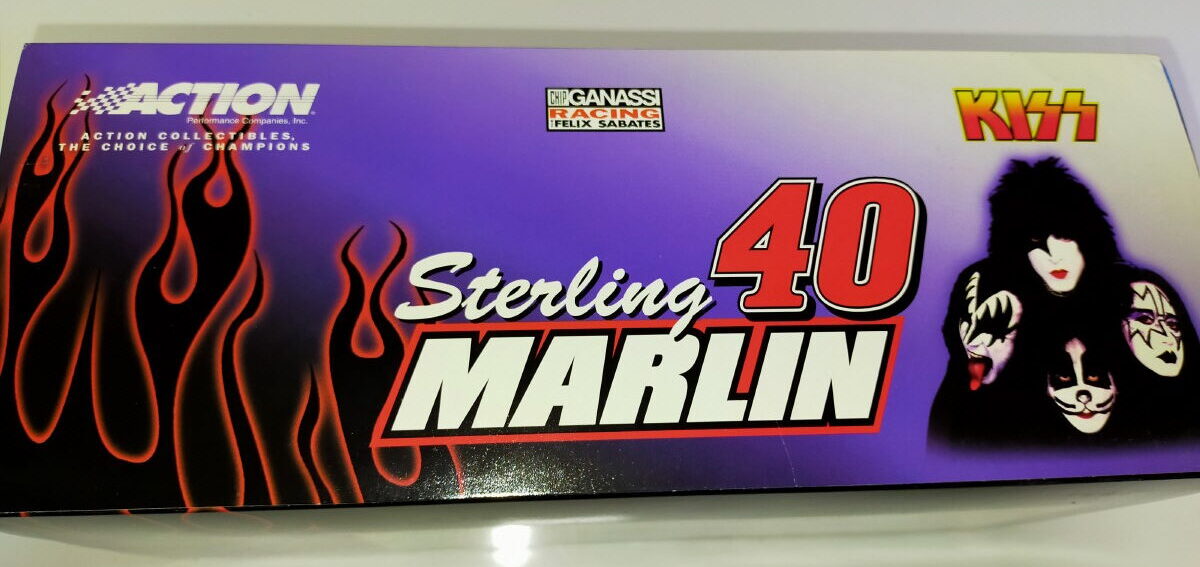 ACTION
Performance Companies, Inc.
ACTION COLLECTIBLES,
THE CHOICE of CHAMPIONS
CHIP GANASSI
RACING
FELIX SABATES
KISS
Sterling 40
MARLIN